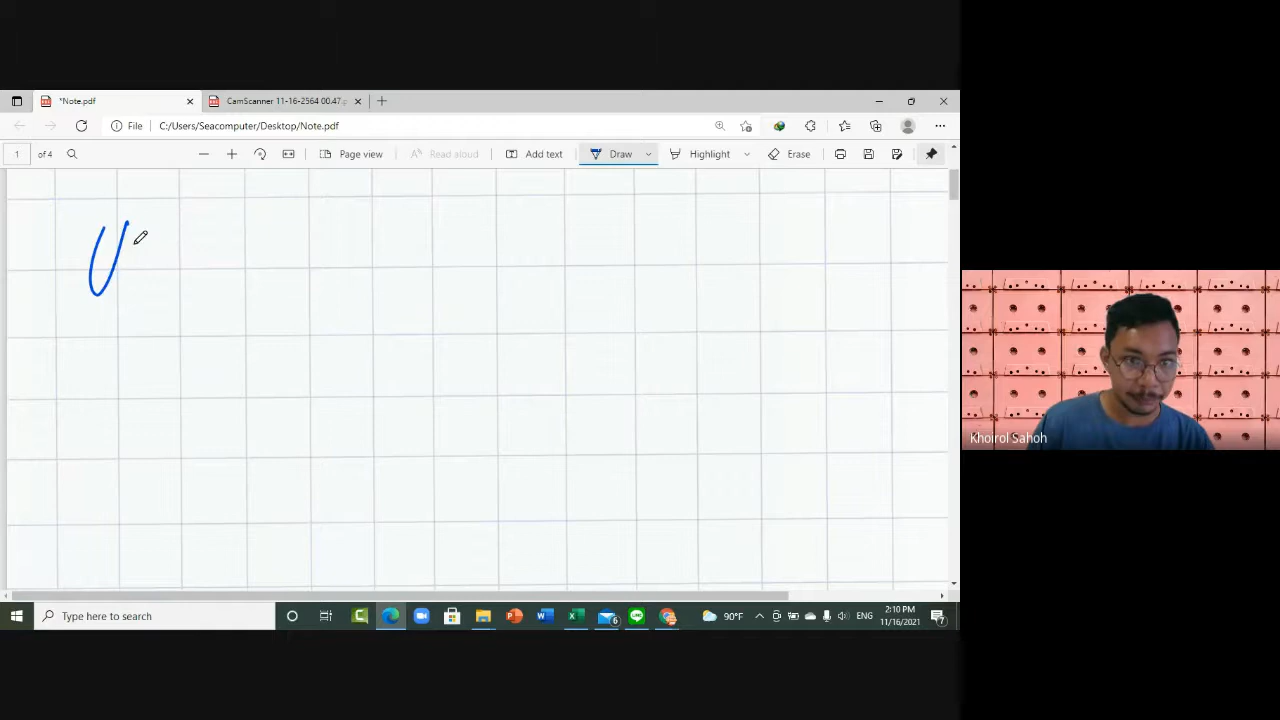 *Note.pdf
CamScanner 11-16-2564 00.47.p
File C:/Users/Seacomputer/Desktop/Note.pdf
1 of 4 Page view Read aloud Add text Draw Highlight Erase
U
Khoirol Sahoh
Type here to search
6
90°F
ENG
2:10 PM
11/16/2021
7